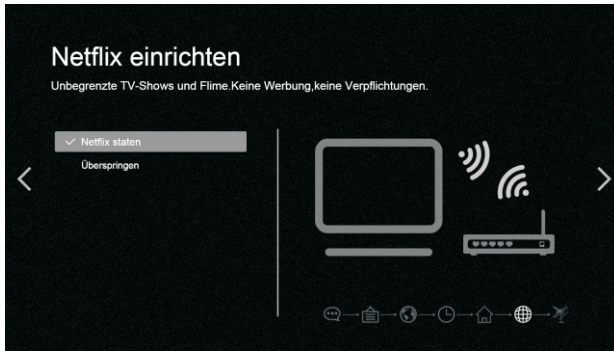 Netflix einrichten
Unbegrenzte TV-Shows und Flime.Keine Werbung,keine Verpflichtungen.
Netflix staten
Überspringen